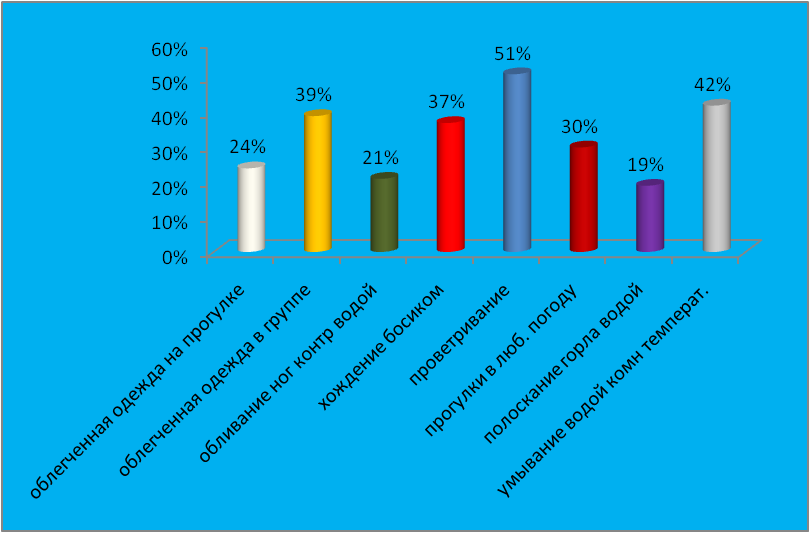 60%
50%
40%
30%
20%
10%
0%
24%
39%
21%
37%
51%
30%
19%
42%
облегченная одежда на прогулке
облегченная одежда в группе
обливание ног контр водой
хождение босиком
проветривание
прогулки в люб. погоду
полоскание горла водой
умывание водой комн температ.